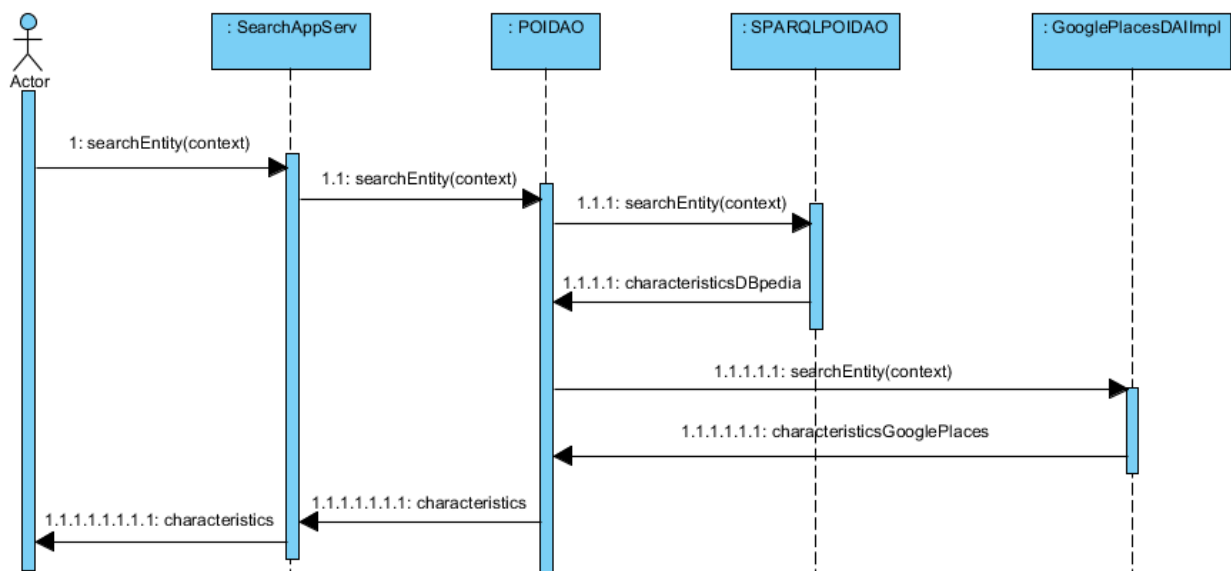 : SearchAppServ
: POIDAO
: SPARQLPOIDAO
: GooglePlacesDAIImpl
Actor
1: searchEntity(context)
1.1: searchEntity(context)
1.1.1: searchEntity(context)
1.1.1.1: characteristicsDBpedia
1.1.1.1.1: searchEntity(context)
1.1.1.1.1.1: characteristicsGooglePlaces
1.1.1.1.1.1.1: characteristics
1.1.1.1.1.1.1.1: characteristics